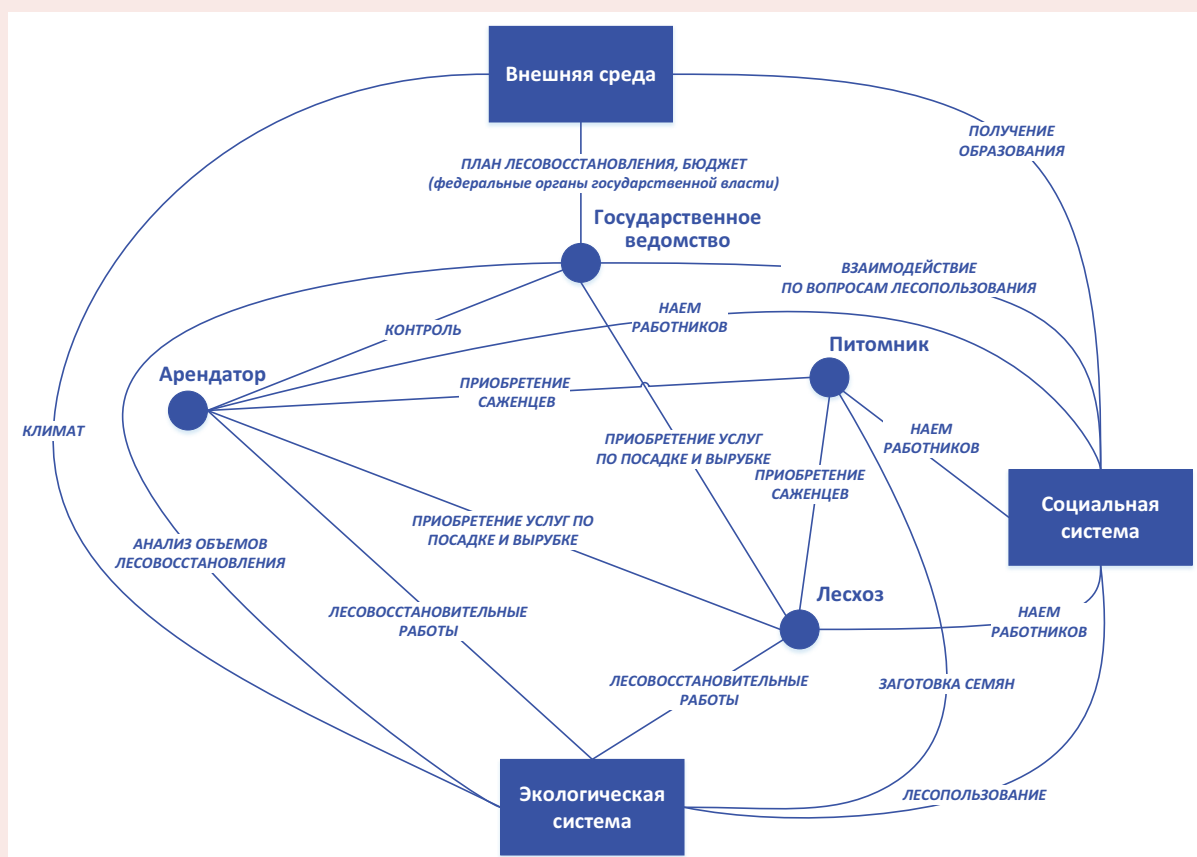 Внешняя среда
ПОЛУЧЕНИЕ
ОБРАЗОВАНИЯ
ПЛАН ЛЕСОВОССТАНОВЛЕНИЯ, БЮДЖЕТ
(федеральные органы государственной власти)
Государственное
ведомство
ВЗАИМОДЕЙСТВИЕ
ПО ВОПРОСАМ ЛЕСОПОЛЬЗОВАНИЯ
НАЕМ
РАБОТНИКОВ
КОНТРОЛЬ
Питомник
Арендатор
ПРИОБРЕТЕНИЕ
САЖЕНЦЕВ
КЛИМАТ
НАЕМ
РАБОТНИКОВ
ПРИОБРЕТЕНИЕ УСЛУГ
ПО ПОСАДКЕ И ВЫРУБКЕ
ПРИОБРЕТЕНИЕ
САЖЕНЦЕВ
Социальная
система
ПРИОБРЕТЕНИЕ УСЛУГ ПО
ПОСАДКЕ И ВЫРУБКЕ
АНАЛИЗ ОБЪЕМОВ
ЛЕСОВОССТАНОВЛЕНИЯ
Лесхоз
ЛЕСОВОССТАНОВИТЕЛЬНЫЕ
РАБОТЫ
НАЕМ
РАБОТНИКОВ
ЛЕСОВОССТАНОВИТЕЛЬНЫЕ
РАБОТЫ
ЗАГОТОВКА СЕМЯН
Экологическая
система
ЛЕСОПОЛЬЗОВАНИЕ